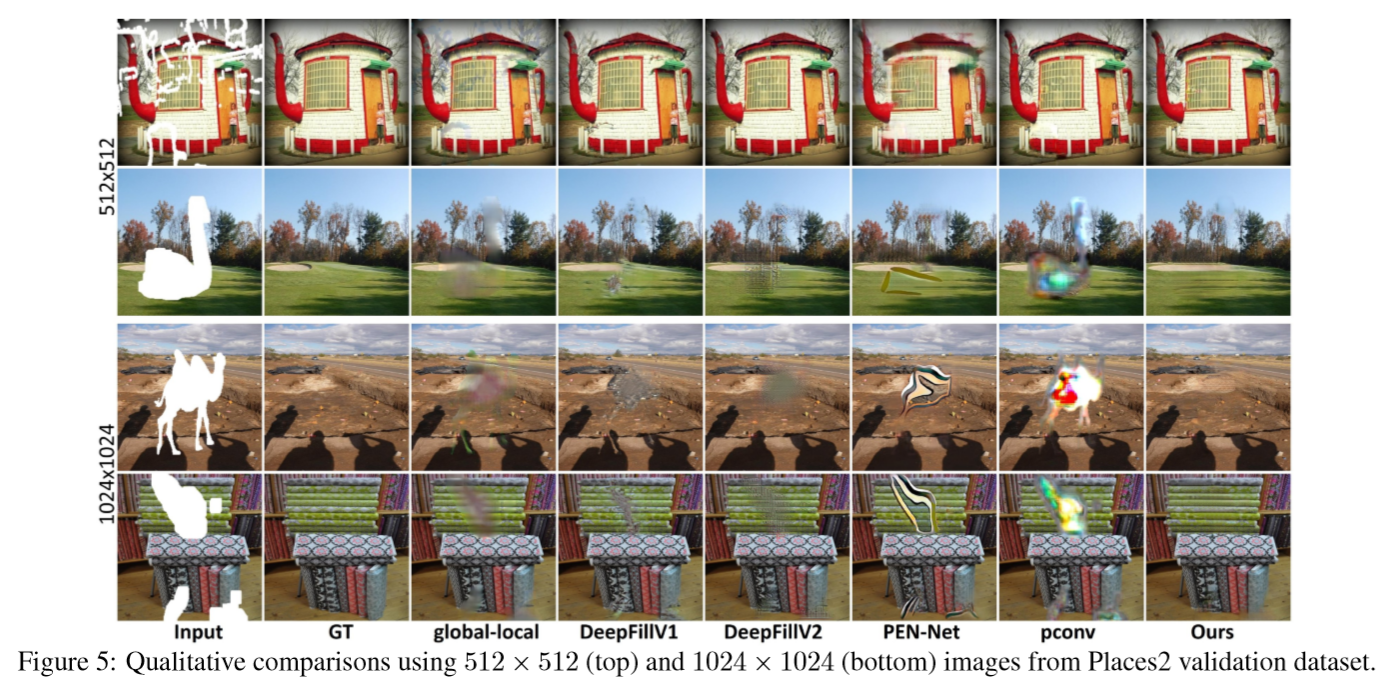 512x512
1024x1024
Input GT global-local DeepFillV1 DeepFillV2 PEN-Net pconv Ours
Figure 5: Qualitative comparisons using 512 × 512 (top) and 1024 × 1024 (bottom) images from Places2 validation dataset.